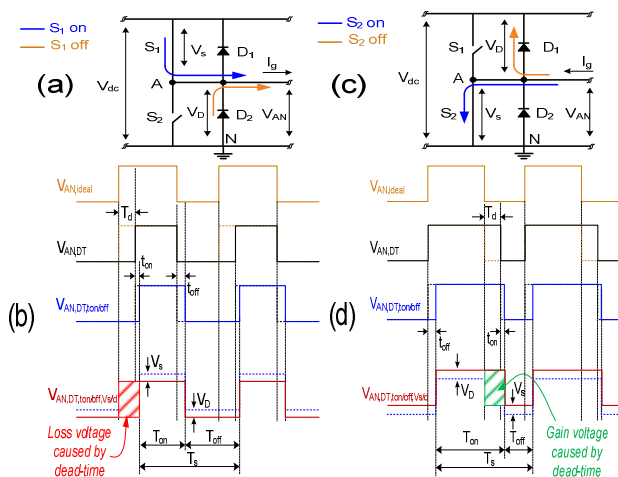 S1 on
S1 off
(a)
Vdc
S1
Vs
D1
Ig
A
S2
VD
D2
VAN
N
S2 on
S2 off
(c)
Vdc
S1
VD
D1
Ig
A
S2
Vs
D2
VAN
N
(b)
VAN,ideal
Td
VAN,DT
ton
toff
VAN,DT,ton/off
Vs
VD
VAN,DT,ton/off,Vs/d
Loss voltage
caused by
dead-time
Ton
Toff
Ts
(d)
VAN,ideal
Td
VAN,DT
VAN,DT,ton/off
toff
ton
Vs
VD
VAN,DT,ton/off,Vs/d
Ton
Toff
Ts
Gain voltage
caused by
dead-time